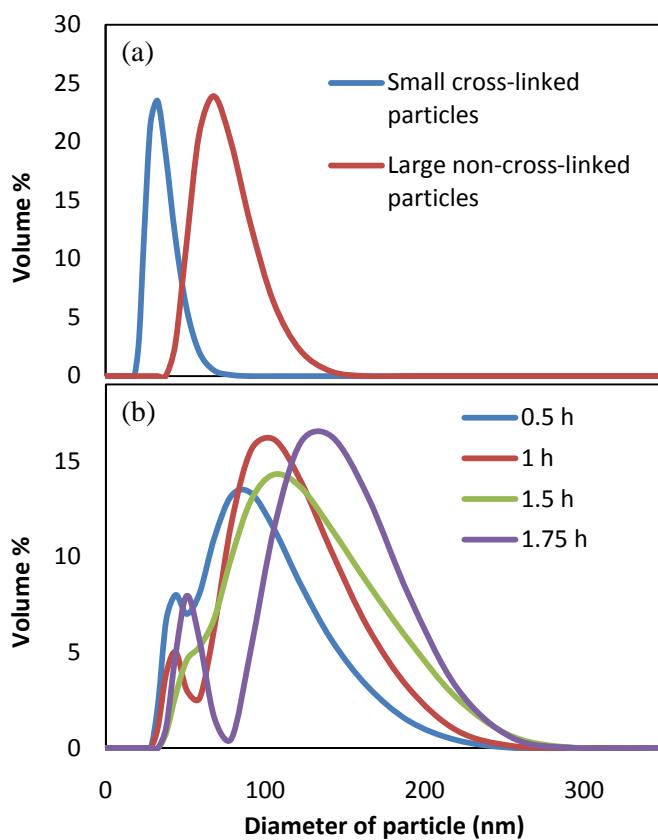 30
(a)
25
Small cross-linked
particles
20
Large non-cross-linked
particles
15
Volume %
10
5
0
(b)
0.5 h
1 h
15
1.5 h
1.75 h
10
Volume %
5
0
0 100 200 300
Diameter of particle (nm)